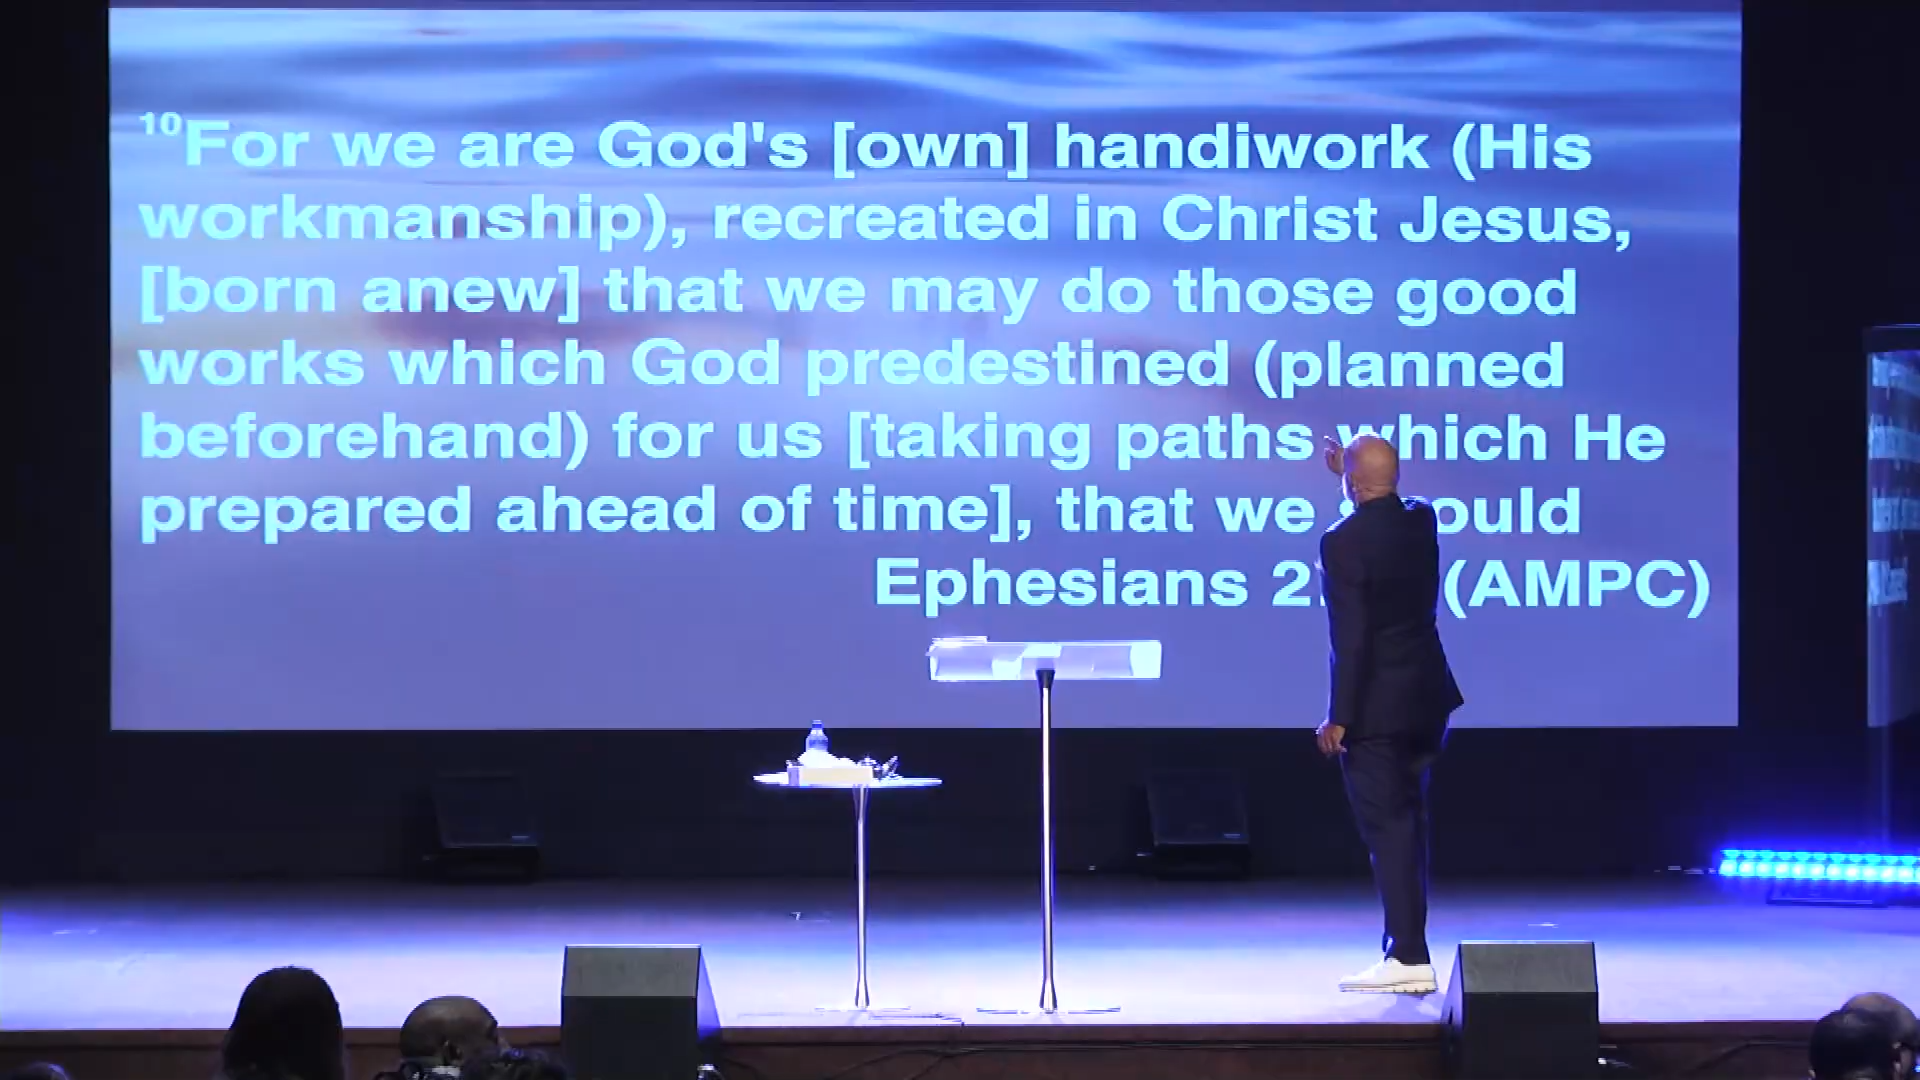 10For we are God's [own] handiwork (His
workmanship), recreated in Christ Jesus,
[born anew] that we may do those good
works which God predestined (planned
beforehand) for us [taking paths which He
prepared ahead of time], that we should
Ephesians 2: (AMPC)